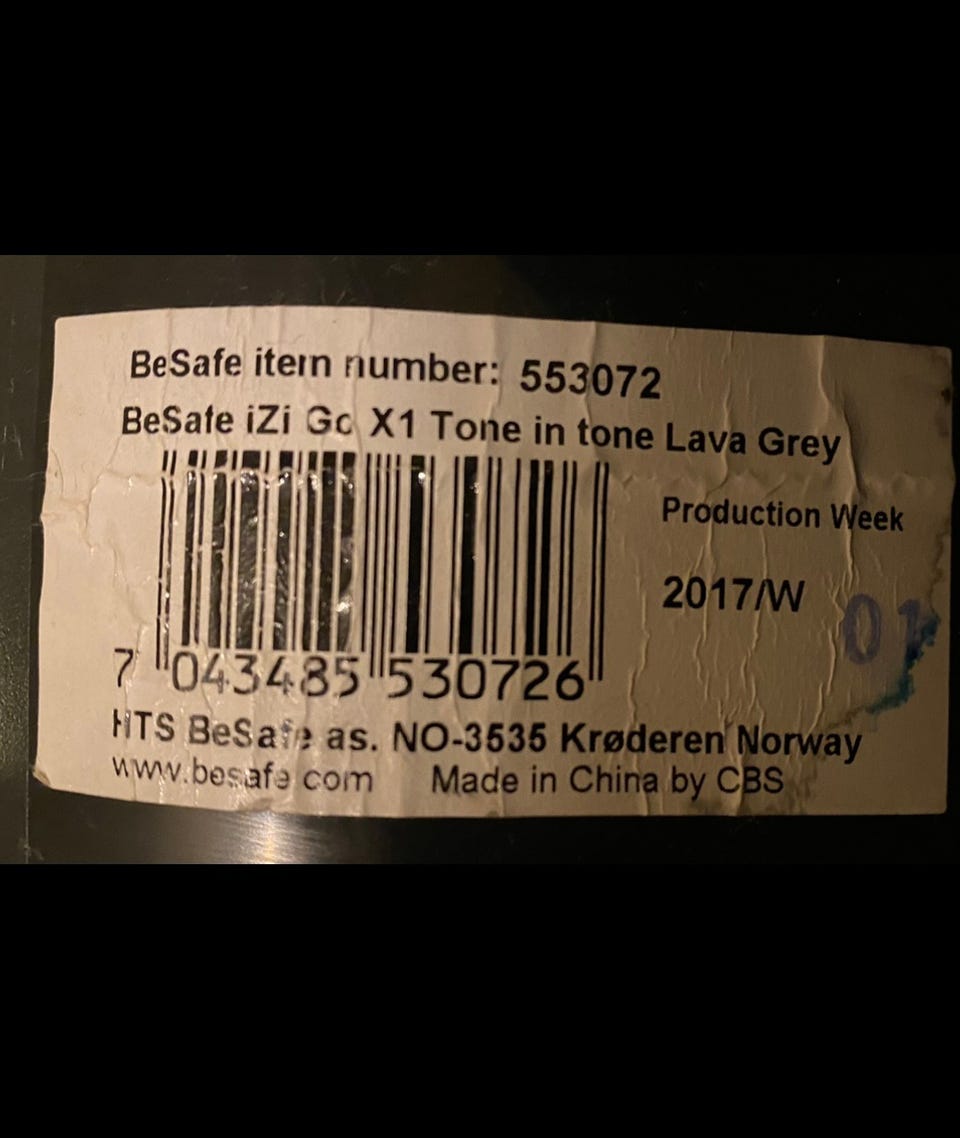 BeSafe item number: 553072
BeSafe iZi Go X1 Tone in tone Lava Grey
Production Week
2017/W 01
7 043485 530726
HTS BeSafe as. NO-3535 Krøderen Norway
www.besafe.com Made in China by CBS